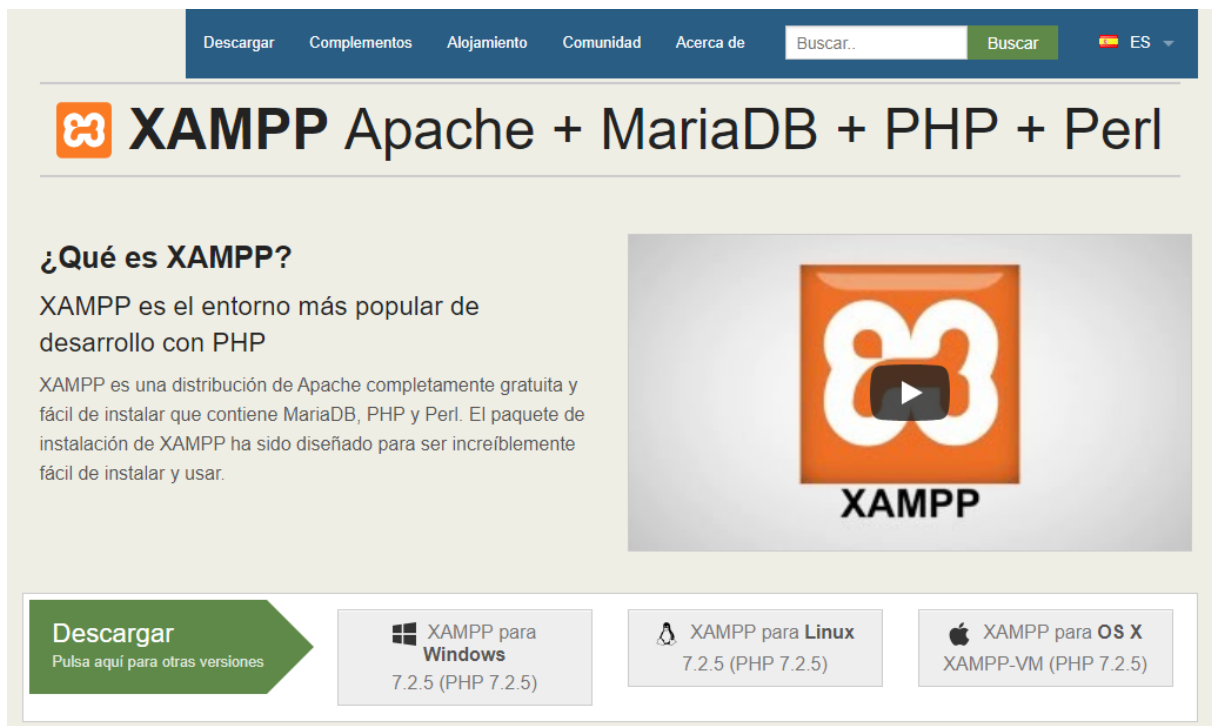 Descargar Complementos Alojamiento Comunidad Acerca de Buscar.. Buscar ES
XAMPP Apache + MariaDB + PHP + Perl
¿Qué es XAMPP?
XAMPP es el entorno más popular de
desarrollo con PHP
XAMPP es una distribución de Apache completamente gratuita y
fácil de instalar que contiene MariaDB, PHP y Perl. El paquete de
instalación de XAMPP ha sido diseñado para ser increíblemente
fácil de instalar y usar.
XAMPP
Descargar
Pulsa aquí para otras versiones
XAMPP para
Windows
7.2.5 (PHP 7.2.5)
XAMPP para Linux
7.2.5 (PHP 7.2.5)
XAMPP para OS X
XAMPP-VM (PHP 7.2.5)